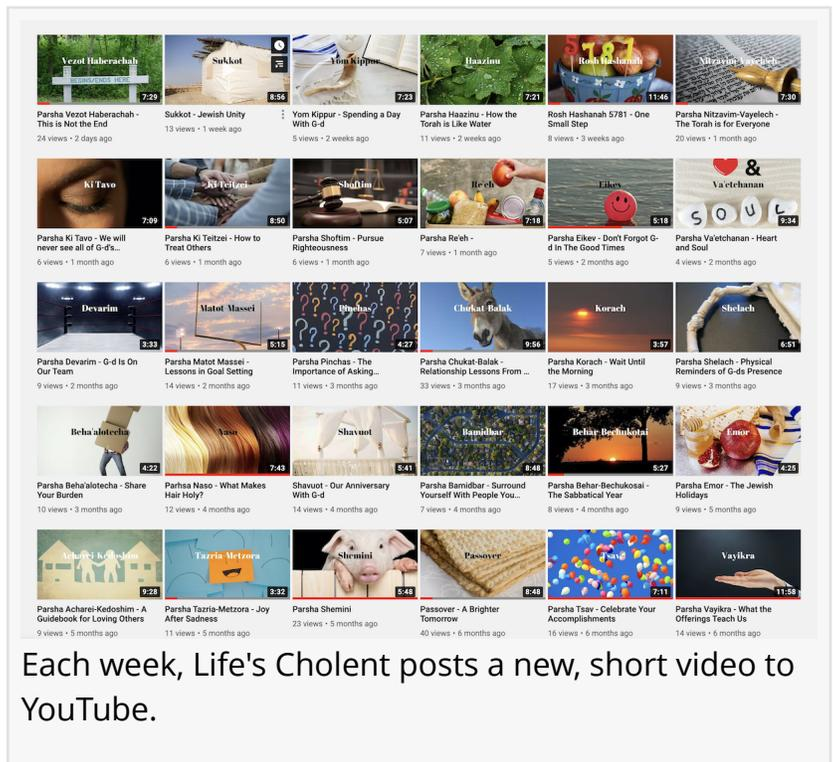 Vezot Haberachah
BEGINS/ENDS HERE
7:29
Sukkot
8:56
Yom Kippur
7:23
Haazinu
7:21
5781
Rosh Hashanah
11:46
Nitzavim-Vayelech
7:30
Parsha Vezot Haberachah -
This is Not the End
24 views • 2 days ago
Sukkot - Jewish Unity
13 views • 1 week ago
Yom Kippur - Spending a Day
With G-d
5 views • 2 weeks ago
Parsha Haazinu - How the
Torah is Like Water
11 views • 2 weeks ago
Rosh Hashanah 5781 - One
Small Step
8 views • 3 weeks ago
Parsha Nitzavim-Vayelech -
The Torah is for Everyone
20 views • 1 month ago
Ki Tavo
7:09
Ki Teitzei
8:50
Shoftim
5:07
Re'eh
7:18
Eikev
5:18
&
Va'etchanan
SOUL
9:34
Parsha Ki Tavo - We will
never see all of G-d's...
6 views • 1 month ago
Parsha Ki Teitzei - How to
Treat Others
6 views • 1 month ago
Parsha Shoftim - Pursue
Righteousness
6 views • 1 month ago
Parsha Re'eh -
7 views • 1 month ago
Parsha Eikev - Don't Forgot G-
d In The Good Times
5 views • 2 months ago
Parsha Va'etchanan - Heart
and Soul
4 views • 2 months ago
Devarim
3:33
Matot-Massei
5:15
Pinchas
4:27
Chukat-Balak
9:56
Korach
3:57
Shelach
6:51
Parsha Devarim - G-d Is On
Our Team
9 views • 2 months ago
Parsha Matot Massei -
Lessons in Goal Setting
14 views • 2 months ago
Parsha Pinchas - The
Importance of Asking...
11 views • 3 months ago
Parsha Chukat-Balak -
Relationship Lessons From ...
33 views • 3 months ago
Parsha Korach - Wait Until
the Morning
17 views • 3 months ago
Parsha Shelach - Physical
Reminders of G-ds Presence
9 views • 3 months ago
Beha'alotecha
4:22
Naso
7:43
Shavuot
5:41
Bamidbar
8:48
Behar-Bechukotai
5:27
Emor
4:25
Parsha Beha'alotecha - Share
Your Burden
10 views • 3 months ago
Parhsa Naso - What Makes
Hair Holy?
12 views • 4 months ago
Shavuot - Our Anniversary
With G-d
14 views • 4 months ago
Parsha Bamidbar - Surround
Yourself With People You...
7 views • 4 months ago
Parsha Behar-Bechukosai -
The Sabbatical Year
8 views • 4 months ago
Parsha Emor - The Jewish
Holidays
9 views • 5 months ago
Acharei-Kedoshim
9:28
Tazria-Metzora
3:32
Shemini
5:48
Passover
8:48
Tsav
7:11
Vayikra
11:58
Parsha Acharei-Kedoshim - A
Guidebook for Loving Others
9 views • 5 months ago
Parsha Tazria-Metzora - Joy
After Sadness
11 views • 5 months ago
Parsha Shemini
23 views • 5 months ago
Passover - A Brighter
Tomorrow
40 views • 6 months ago
Parsha Tsav - Celebrate Your
Accomplishments
16 views • 6 months ago
Parsha Vayikra - What the
Offerings Teach Us
14 views • 6 months ago
Each week, Life's Cholent posts a new, short video to
YouTube.